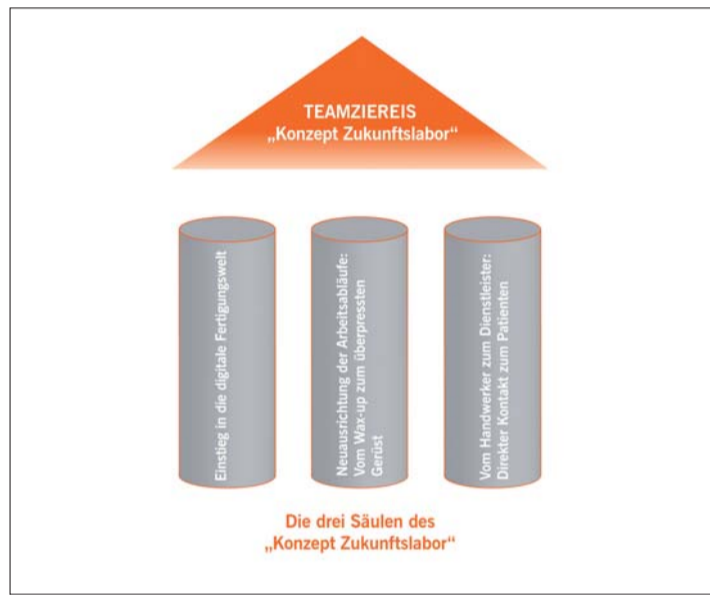 TEAMZIEREIS
„Konzept Zukunftslabor“
Einstieg in die digitale Fertigungswelt
Neuausrichtung der Arbeitsabläufe:
Vom Wax-up zum überpressten
Gerüst
Vom Handwerker zum Dienstleister:
Direkter Kontakt zum Patienten
Die drei Säulen des
„Konzept Zukunftslabor“